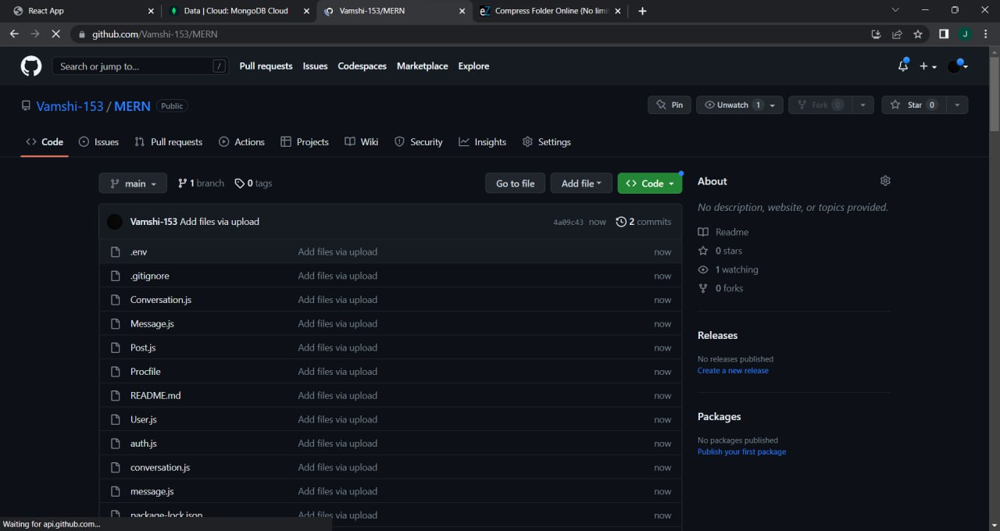 React App
Data | Cloud: MongoDB Cloud
Vamshi-153/MERN
Compress Folder Online (No limi
github.com/Vamshi-153/MERN
J
Search or jump to... /
Pull requests Issues Codespaces Marketplace Explore
Vamshi-153 / MERN Public
Pin Unwatch 1 Fork 0 Star 0
Code Issues Pull requests Actions Projects Wiki Security Insights Settings
main 1 branch 0 tags Go to file Add file Code
Vamshi-153 Add files via upload 4a09c43 now 2 commits
.env Add files via upload now
.gitignore Add files via upload now
Conversation.js Add files via upload now
Message.js Add files via upload now
Post.js Add files via upload now
Procfile Add files via upload now
README.md Add files via upload now
User.js Add files via upload now
auth.js Add files via upload now
conversation.js Add files via upload now
message.js Add files via upload now
package-lock.json Add files via upload now
About
No description, website, or topics provided.
Readme
0 stars
1 watching
0 forks
Releases
No releases published
Create a new release
Packages
No packages published
Publish your first package
Waiting for api.github.com...